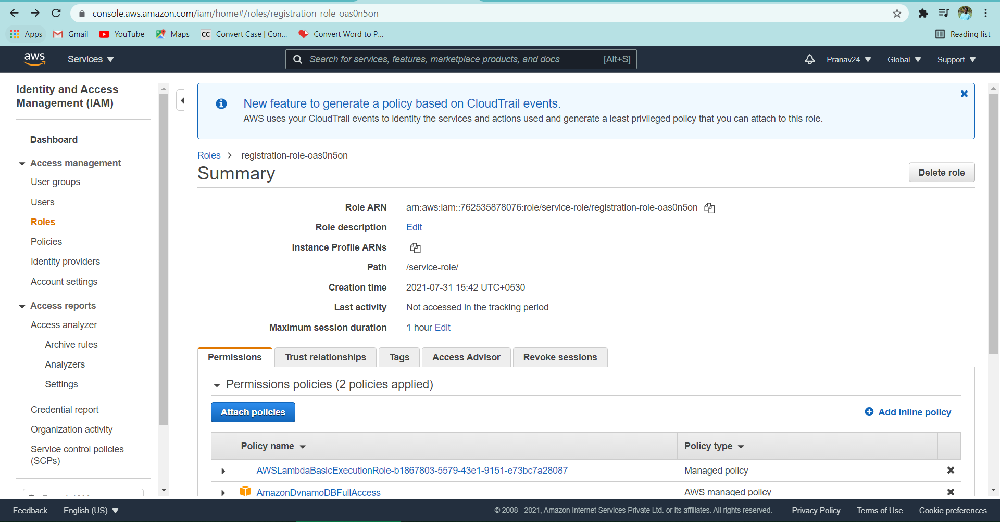 console.aws.amazon.com/iam/home#/roles/registration-role-oas0n5on
Apps Gmail YouTube Maps CC Convert Case | Con... Convert Word to P... Reading list
aws Services Search for services, features, marketplace products, and docs [Alt+S] Pranav24 Global Support
Identity and Access
Management (IAM)
Dashboard
Access management
User groups
Users
Roles
Policies
Identity providers
Account settings
Access reports
Access analyzer
Archive rules
Analyzers
Settings
Credential report
Organization activity
Service control policies
(SCPs)
New feature to generate a policy based on CloudTrail events.
AWS uses your CloudTrail events to identity the services and actions used and generate a least privileged policy that you can attach to this role.
Roles > registration-role-oas0n5on
Summary
Delete role
Role ARN arn:aws:iam::762535878076:role/service-role/registration-role-oas0n5on
Role description Edit
Instance Profile ARNs
Path /service-role/
Creation time 2021-07-31 15:42 UTC+0530
Last activity Not accessed in the tracking period
Maximum session duration 1 hour Edit
Permissions Trust relationships Tags Access Advisor Revoke sessions
Permissions policies (2 policies applied)
Attach policies Add inline policy
Policy name Policy type
AWSLambdaBasicExecutionRole-b1867803-5579-43e1-9151-e73bc7a28087 Managed policy
AmazonDynamoDBFullAccess AWS managed policy
Feedback English (US) © 2008 - 2021, Amazon Internet Services Private Ltd. or its affiliates. All rights reserved. Privacy Policy Terms of Use Cookie preferences